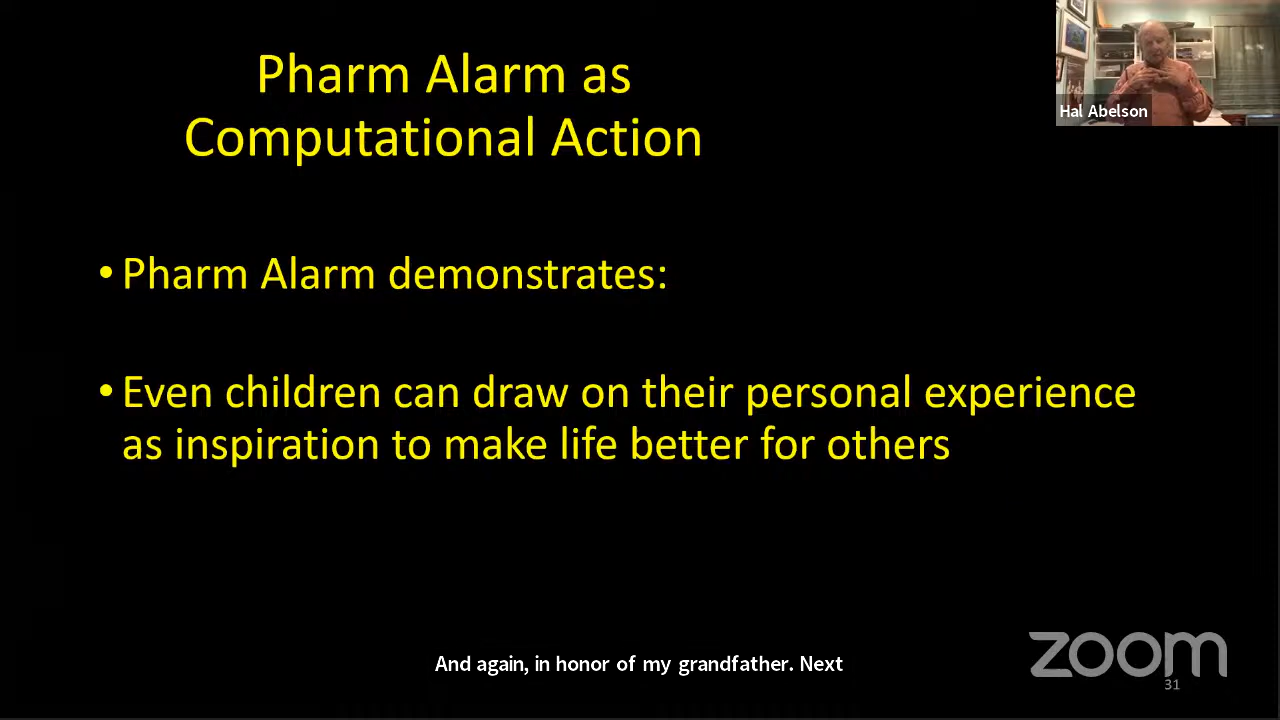 Pharm Alarm as
Computational Action
Hal Abelson
•Pharm Alarm demonstrates:
•Even children can draw on their personal experience
as inspiration to make life better for others
And again, in honor of my grandfather. Next
zoom
31